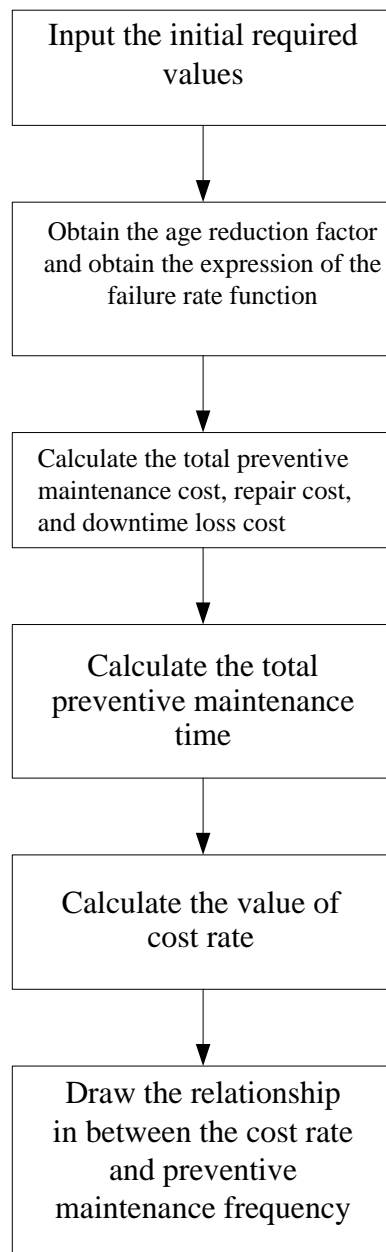 Input the initial required
values
Obtain the age reduction factor
and obtain the expression of the
failure rate function
Calculate the total preventive
maintenance cost, repair cost,
and downtime loss cost
Calculate the total
preventive maintenance
time
Calculate the value of
cost rate
Draw the relationship
in between the cost rate
and preventive
maintenance frequency